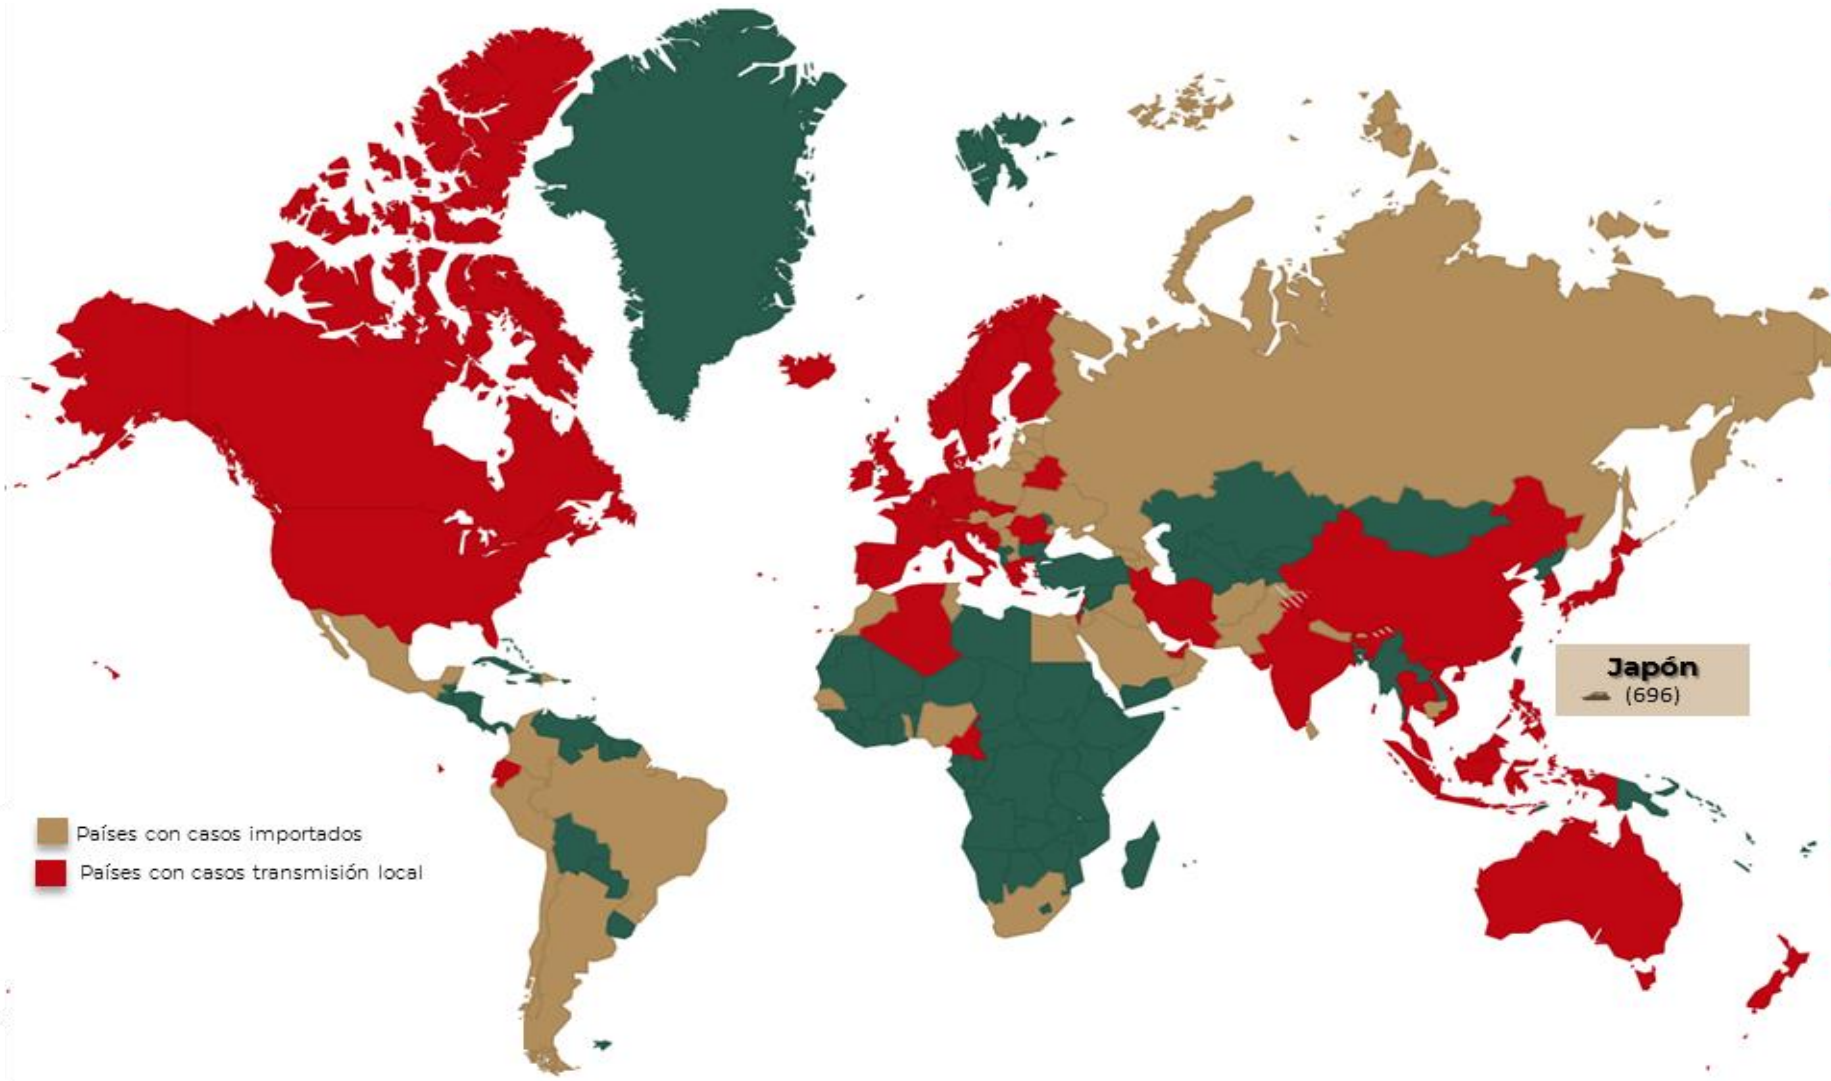 Japón
(696)
Países con casos importados
Países con casos transmisión local